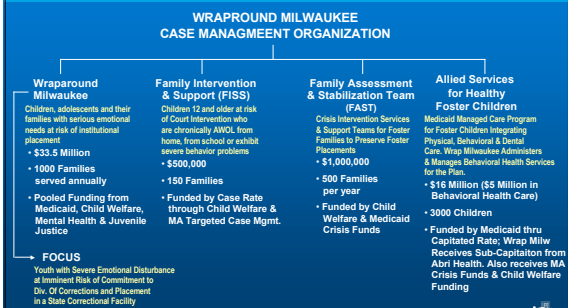 WRAPROUND MILWAUKEE
CASE MANAGMEENT ORGANIZATION
Wraparound
Milwaukee
Children, adolescents and their
families with serious emotional
needs at risk of institutional
placement
• $33.5 Million
• 1000 Families
served annually
• Pooled Funding from
Medicaid, Child Welfare,
Mental Health & Juvenile
Justice
FOCUS
Youth with Severe Emotional Disturbance
at Imminent Risk of Commitment to
Div. Of Corrections and Placement
in a State Correctional Facility
Family Intervention
& Support (FISS)
Children 12 and older at risk
of Court Intervention who
are chronically AWOL from
home, from school or exhibit
severe behavior problems
• $500,000
• 150 Families
• Funded by Case Rate
through Child Welfare &
MA Targeted Case Mgmt.
Family Assessment
& Stabilization Team
(FAST)
Crisis Intervention Services
& Support Teams for Foster
Families to Preserve Foster
Placements
• $1,000,000
• 500 Families
per year
• Funded by Child
Welfare & Medicaid
Crisis Funds
Allied Services
for Healthy
Foster Children
Medicaid Managed Care Program
for Foster Children Integrating
Physical, Behavioral & Dental
Care. Wrap Milwaukee Administers
& Manages Behavioral Health Services
for the Plan.
• $16 Million ($5 Million in
Behavioral Health Care)
• 3000 Children
• Funded by Medicaid thru
Capitated Rate; Wrap Milw
Receives Sub-Capitaiton from
Abri Health. Also receives MA
Crisis Funds & Child Welfare
Funding